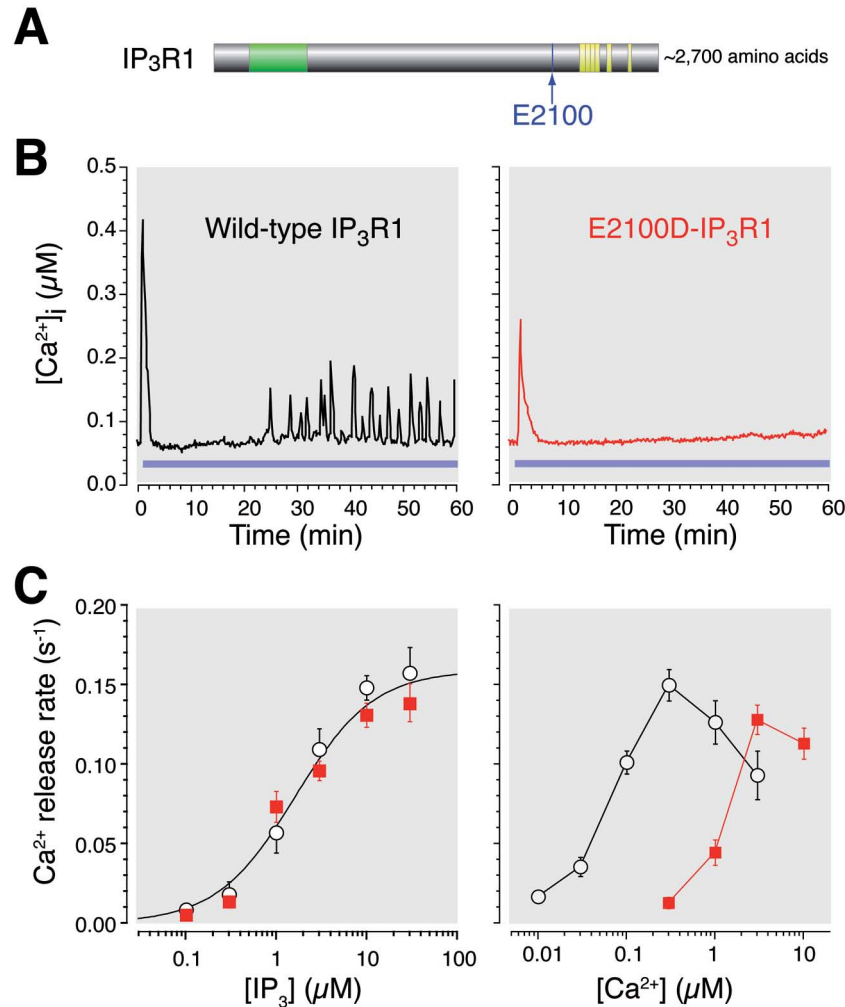 A
IP₃R1
~2,700 amino acids
E2100
B
[Ca²⁺]i (µM)
0.5
0.4
0.3
0.2
0.1
0.0
Wild-type IP₃R1
E2100D-IP₃R1
0 10 20 30 40 50 60
0 10 20 30 40 50 60
Time (min)
Time (min)
C
Ca²⁺ release rate (s⁻¹)
0.20
0.15
0.10
0.05
0.00
0.1 1 10 100
0.01 0.1 1 10
[IP₃] (µM)
[Ca²⁺] (µM)